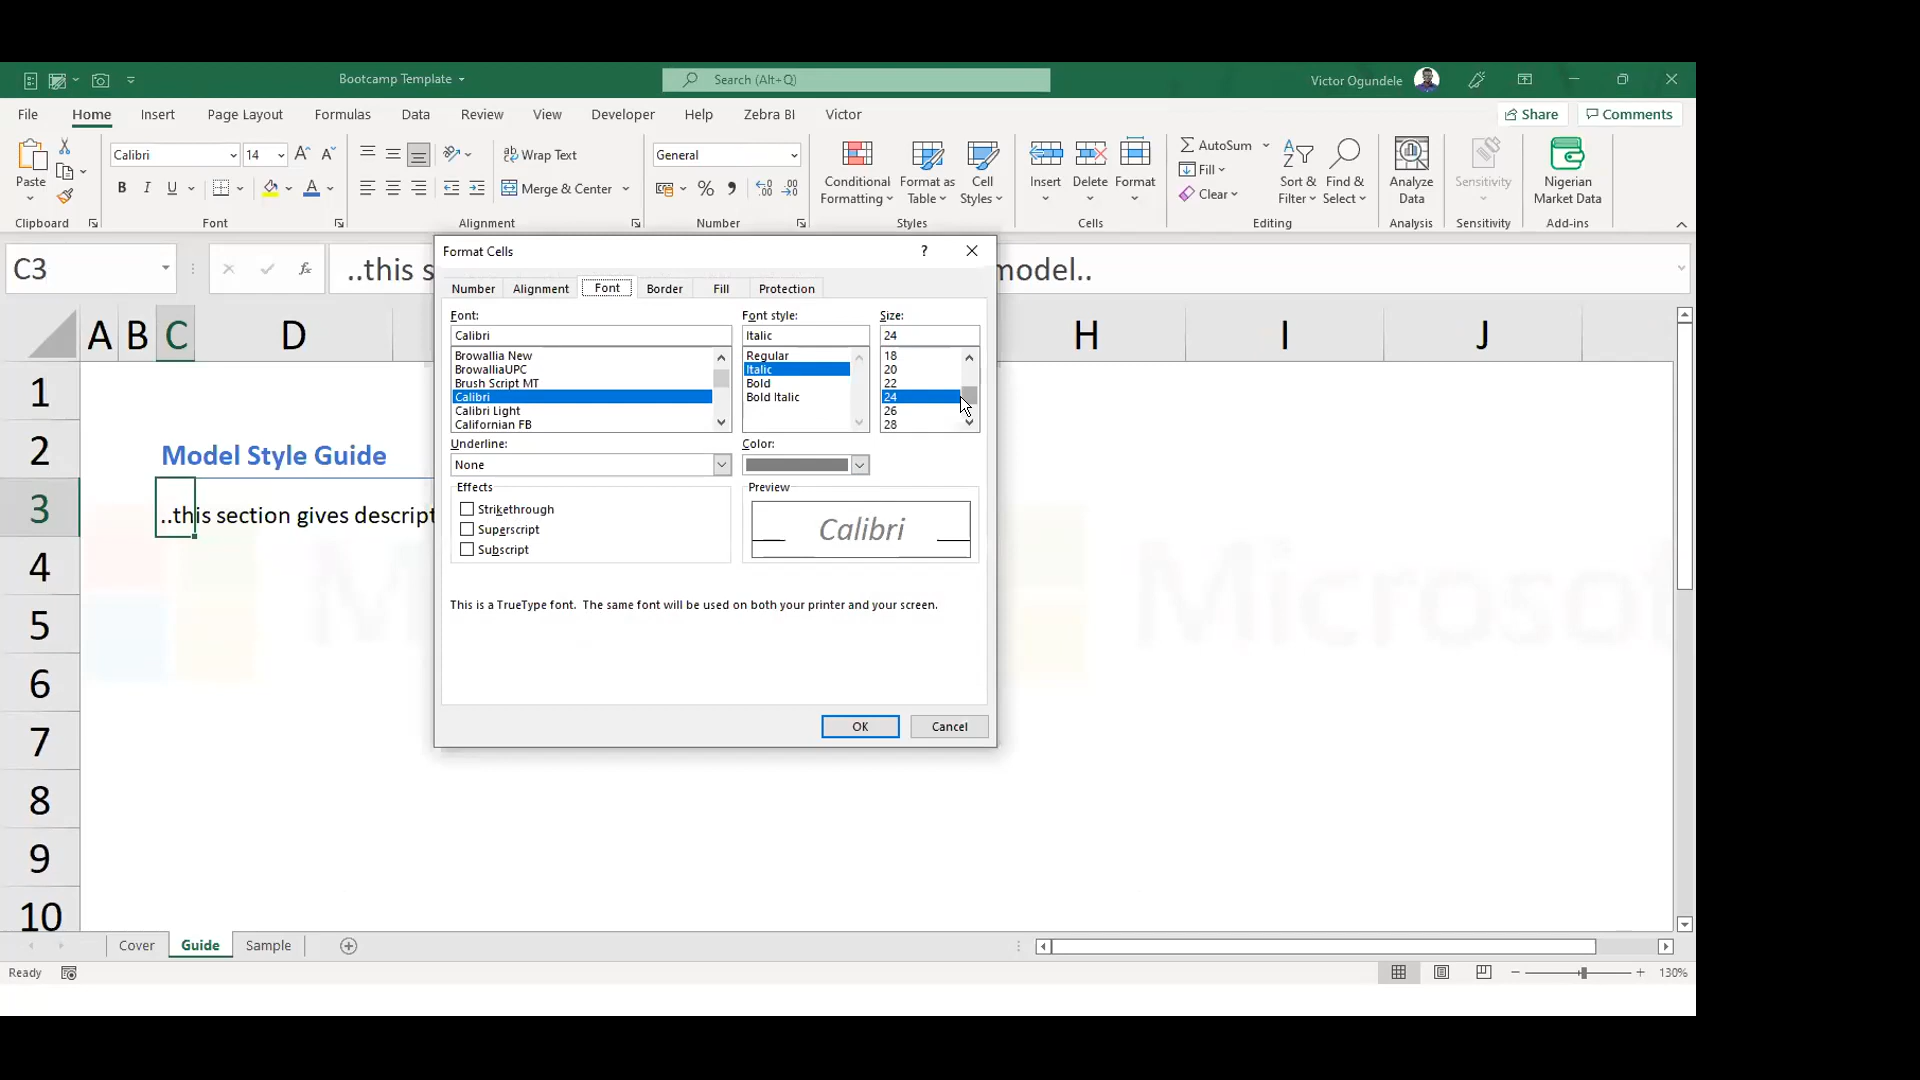 Bootcamp Template
Search (Alt+Q)
Victor Ogundele
File Home Insert Page Layout Formulas Data Review View Developer Help Zebra BI Victor
Share Comments
Paste
Calibri 14
B I U
Wrap Text
Merge & Center
General
%
Conditional Formatting
Format as Table
Cell Styles
Insert Delete Format
AutoSum
Fill
Clear
Sort & Filter
Find & Select
Analyze Data
Sensitivity
Nigerian Market Data
Clipboard Font Alignment Number Styles Cells Editing Analysis Sensitivity Add-ins
C3
fx
..this s
model..
A B C D H I J
1
2
3
4
5
6
7
8
9
10
Model Style Guide
..this section gives descript
Microsof
Format Cells ?
Number Alignment Font Border Fill Protection
Font: Font style: Size:
Calibri Italic 24
Browallia New
BrowalliaUPC
Brush Script MT
Calibri
Calibri Light
Californian FB
Regular
Italic
Bold
Bold Italic
18
20
22
24
26
28
Underline: Color:
None
Effects
Strikethrough
Superscript
Subscript
Preview
Calibri
This is a TrueType font. The same font will be used on both your printer and your screen.
OK Cancel
Cover Guide Sample
Ready
130%